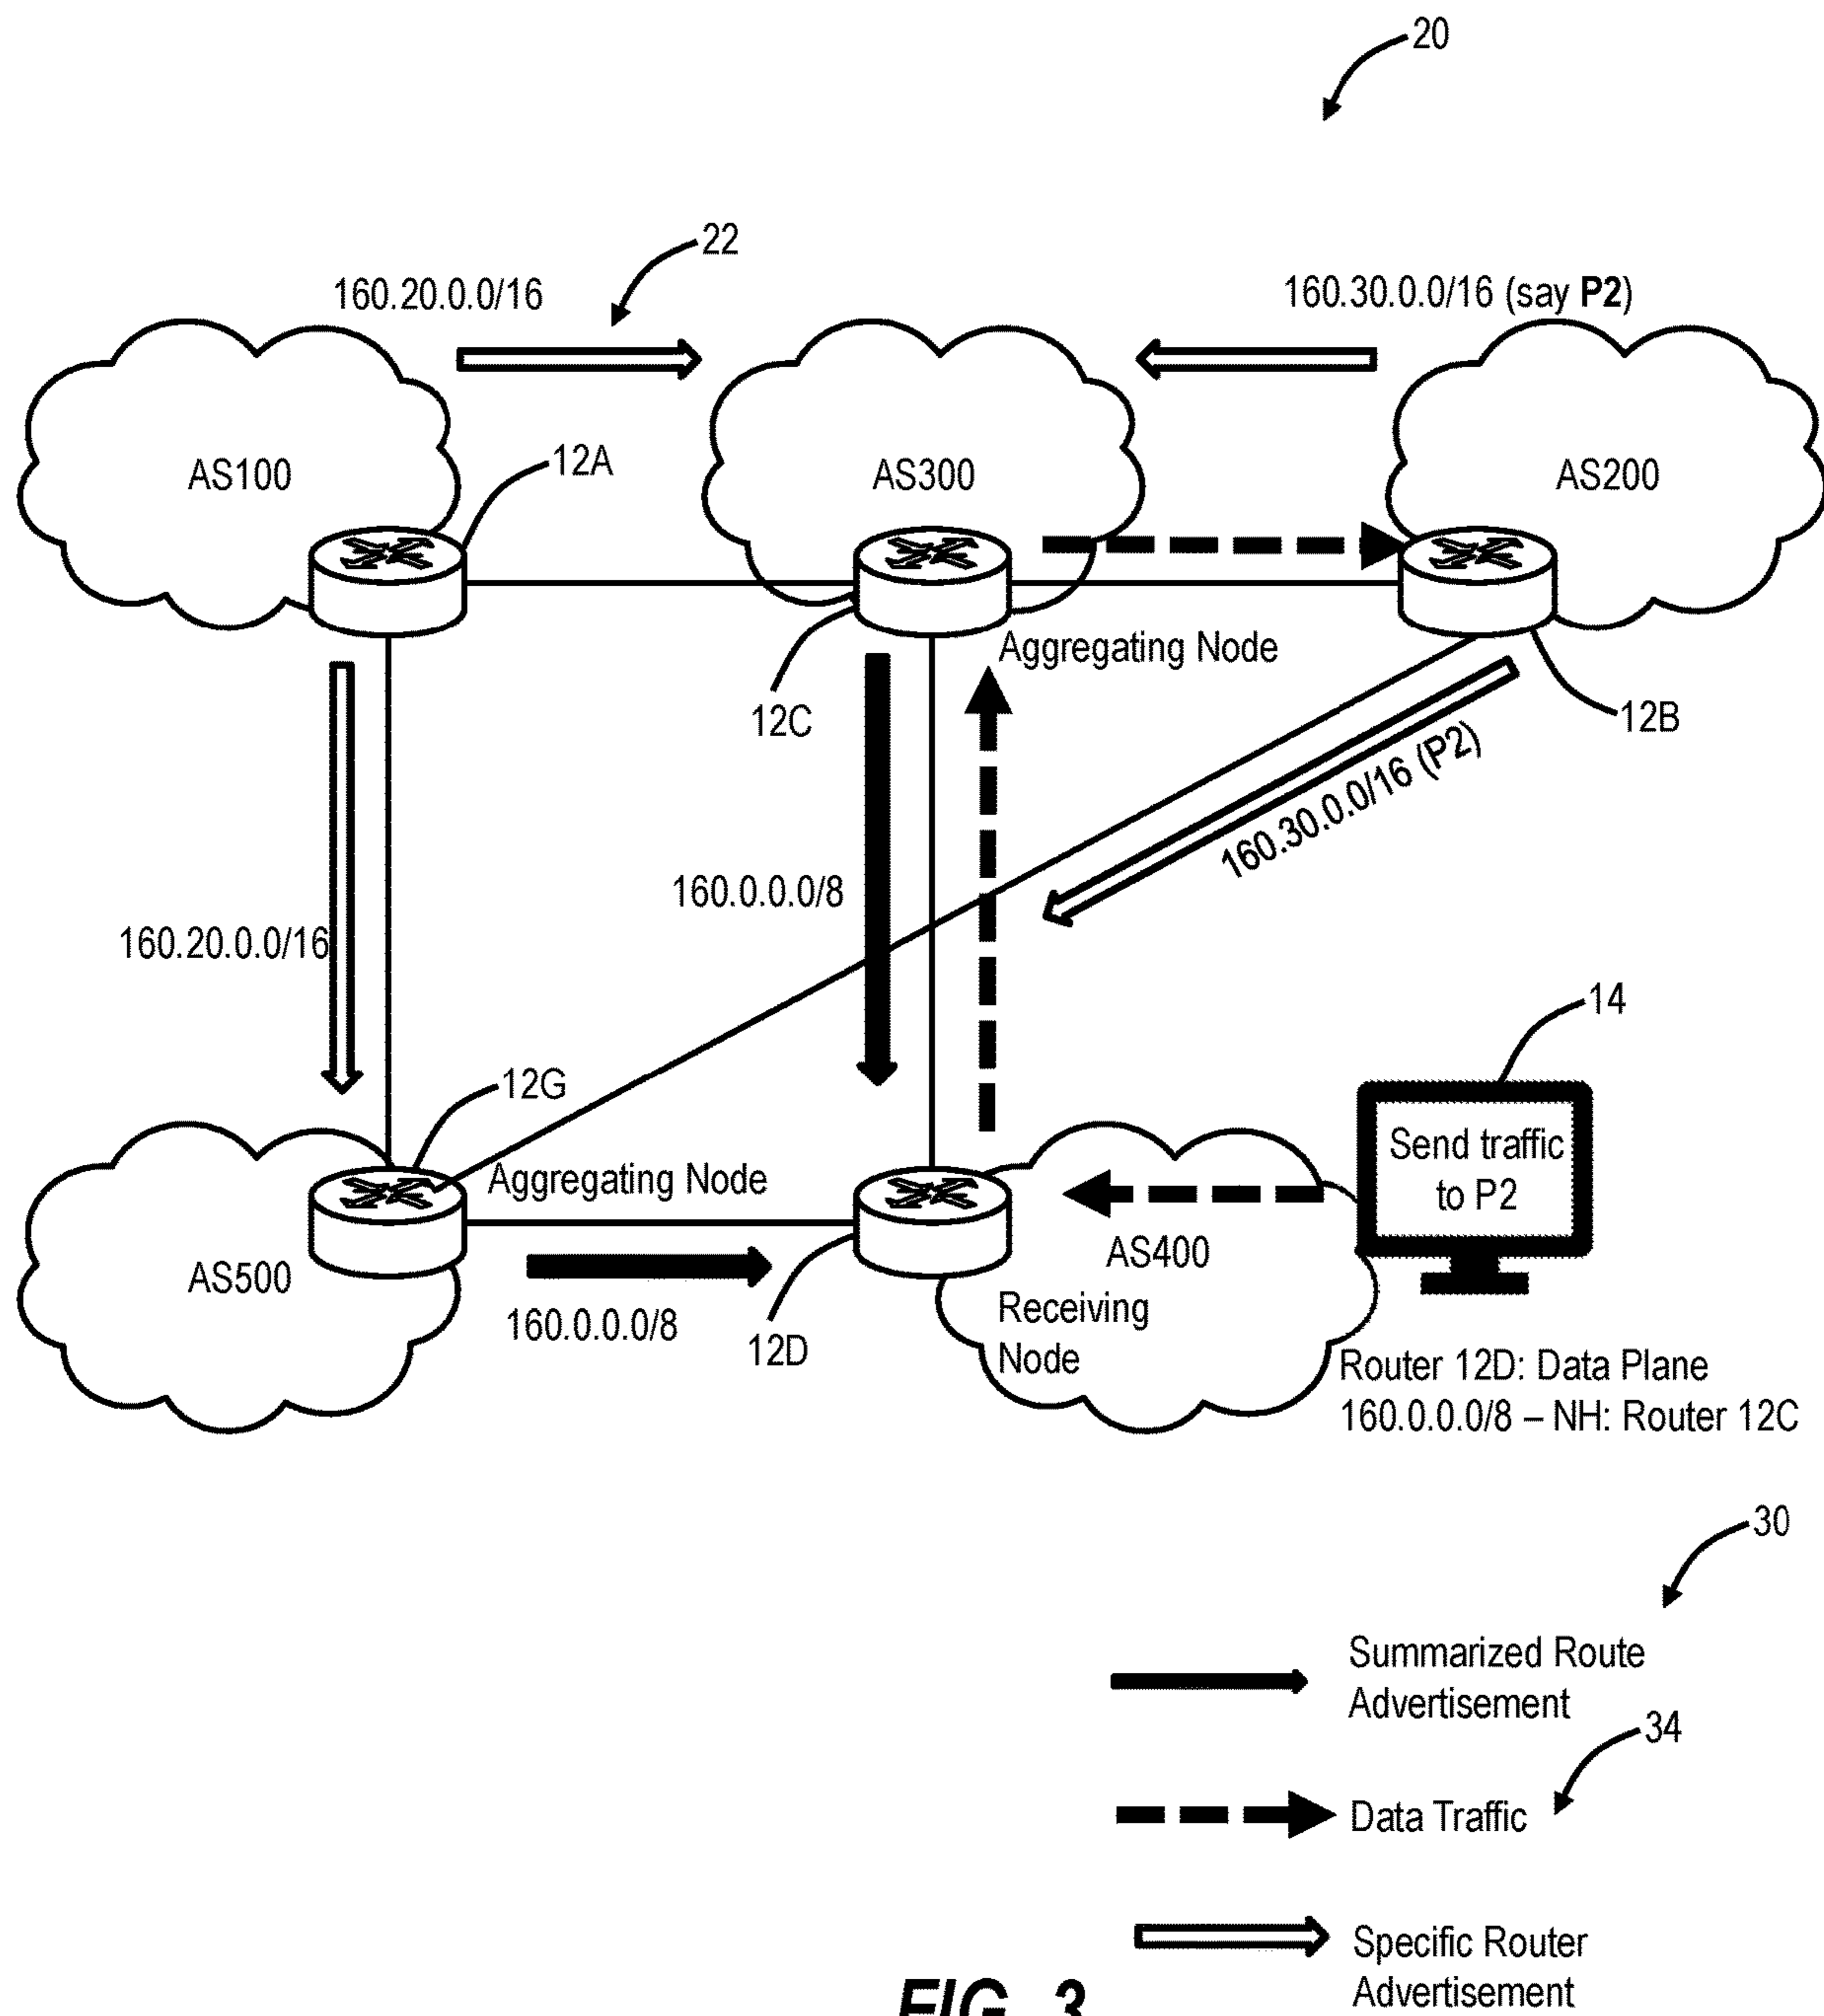 20
22
160.20.0.0/16
160.30.0.0/16 (say P2)
AS100
12A
AS300
AS200
Aggregating Node
12C
12B
160.30.0.0/16 (P2)
160.0.0.0/8
160.20.0.0/16
14
12G
Send traffic
to P2
Aggregating Node
AS500
AS400
160.0.0.0/8
12D
Receiving
Node
Router 12D: Data Plane
160.0.0.0/8 – NH: Router 12C
30
Summarized Route
Advertisement
34
Data Traffic
Specific Router
Advertisement
FIG. 3